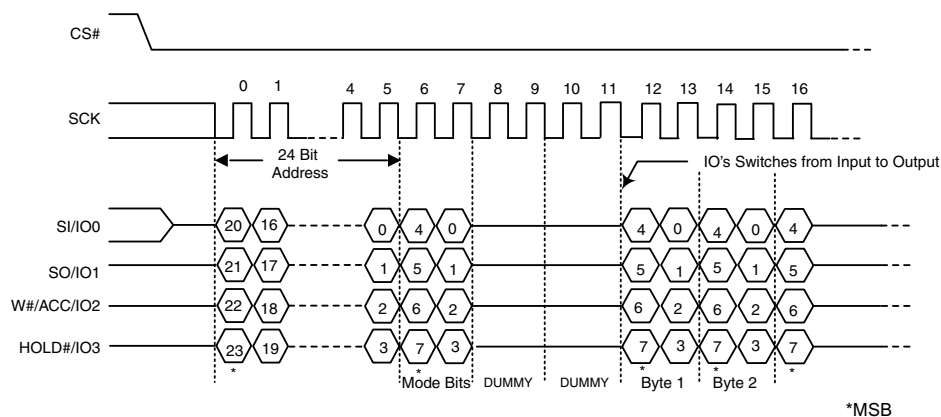 CS#
0 1 4 5 6 7 8 9 10 11 12 13 14 15 16
SCK
24 Bit
Address
IO's Switches from Input to Output
SI/IO0 20 16 0 4 0 4 0 4 0 4
SO/IO1 21 17 1 5 1 5 1 5 1 5
W#/ACC/IO2 22 18 2 6 2 6 2 6 2 6
HOLD#/IO3 23 19 3 7 3 7 3 7 3 7
* * * * *
Mode Bits DUMMY DUMMY Byte 1 Byte 2
*MSB